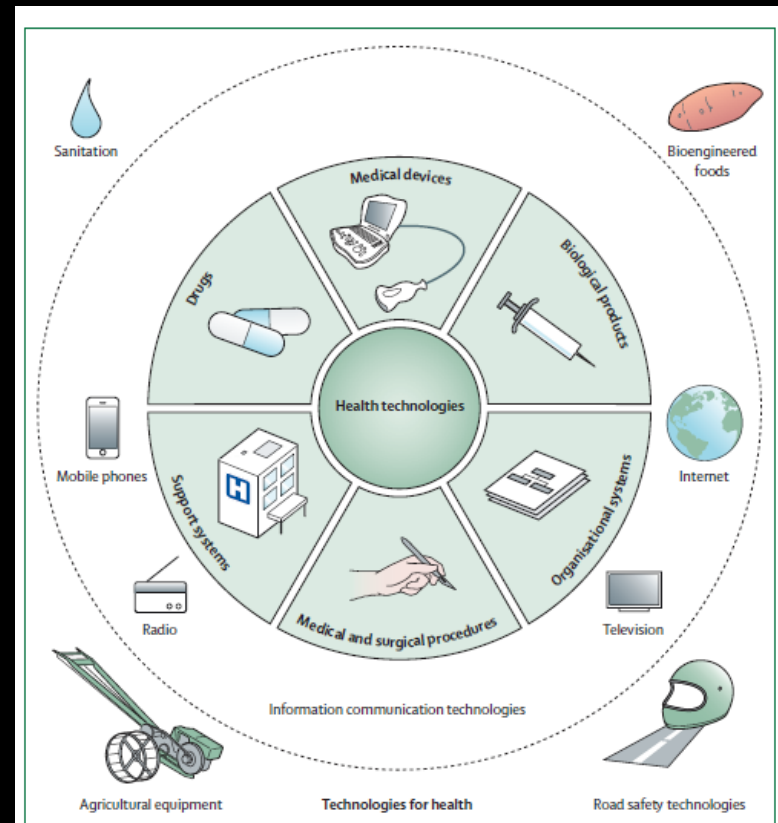 Sanitation
Bioengineered
foods
Medical devices
Drugs
Biological products
Health technologies
Mobile phones
Internet
Support systems
H
Organisational systems
Medical and surgical procedures
Radio
Television
Information communication technologies
Agricultural equipment
Technologies for health
Road safety technologies